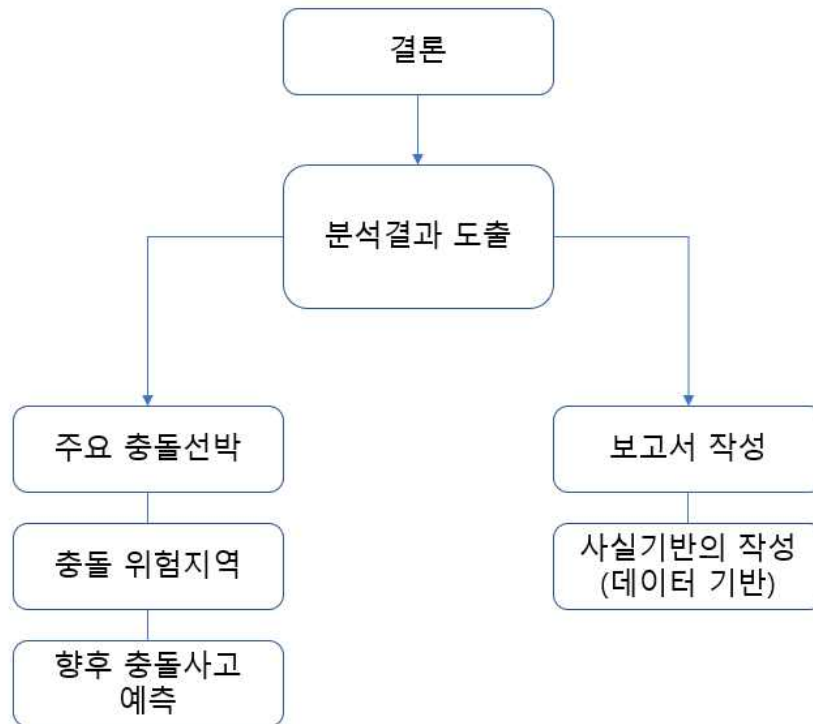 결론
분석결과 도출
주요 충돌선박
충돌 위험지역
향후 충돌사고
예측
보고서 작성
사실기반의 작성
(데이터 기반)